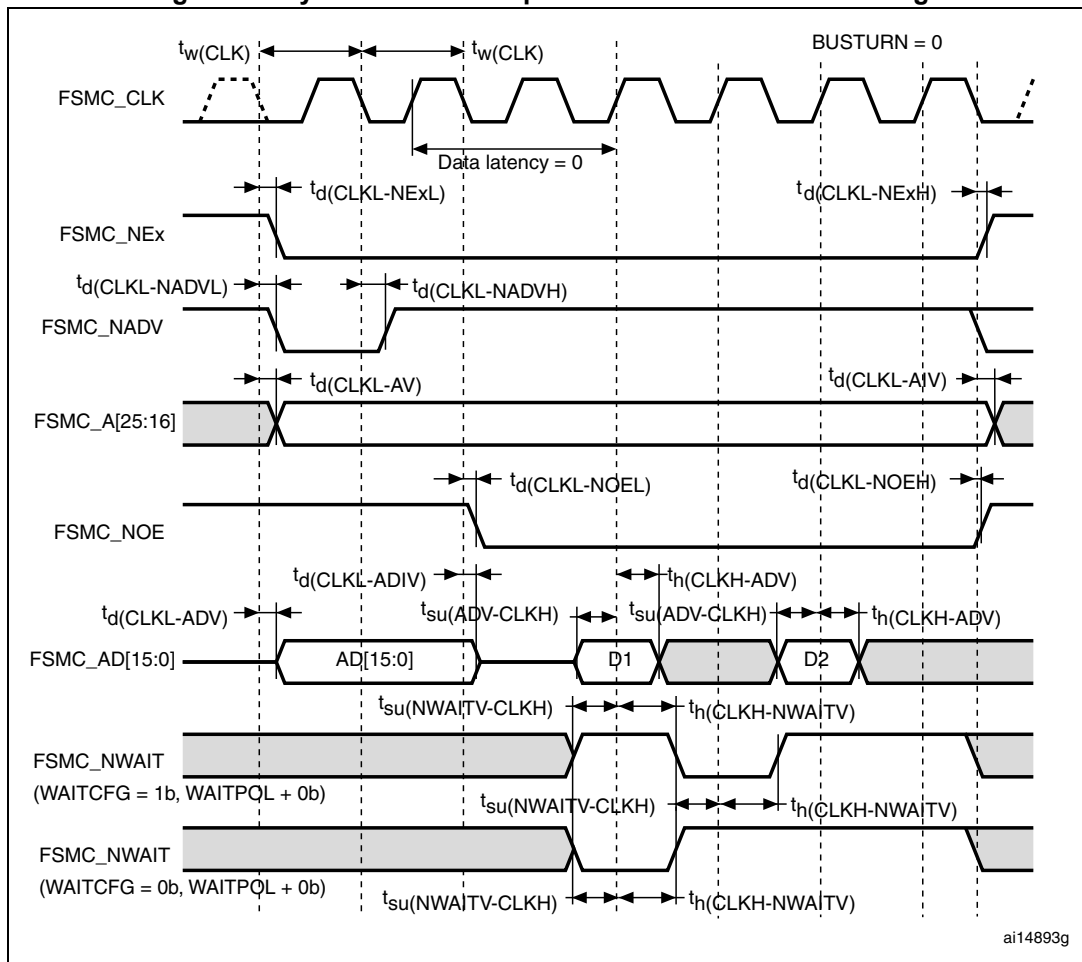 BUSTURN = 0
tw(CLK) tw(CLK)
FSMC_CLK
Data latency = 0
td(CLKL-NExL) td(CLKL-NExH)
FSMC_NEx
td(CLKL-NADVL) td(CLKL-NADVH)
FSMC_NADV
td(CLKL-AV) td(CLKL-AIV)
FSMC_A[25:16]
td(CLKL-NOEL) td(CLKL-NOEH)
FSMC_NOE
td(CLKL-ADIV) th(CLKH-ADV)
td(CLKL-ADV) tsu(ADV-CLKH) tsu(ADV-CLKH) th(CLKH-ADV)
FSMC_AD[15:0] AD[15:0] D1 D2
tsu(NWAITV-CLKH) th(CLKH-NWAITV)
FSMC_NWAIT
(WAITCFG = 1b, WAITPOL + 0b)
tsu(NWAITV-CLKH) th(CLKH-NWAITV)
FSMC_NWAIT
(WAITCFG = 0b, WAITPOL + 0b)
tsu(NWAITV-CLKH) th(CLKH-NWAITV)
ai14893g